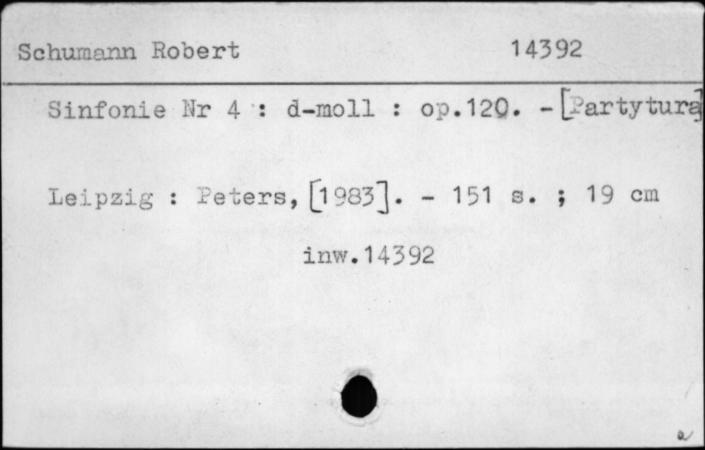 Schumann Robert 14392
Sinfonie Nr 4 : d-moll : op.120. - [Partytura]
Leipzig : Peters, [1983]. - 151 s. ; 19 cm
inw.14392
a